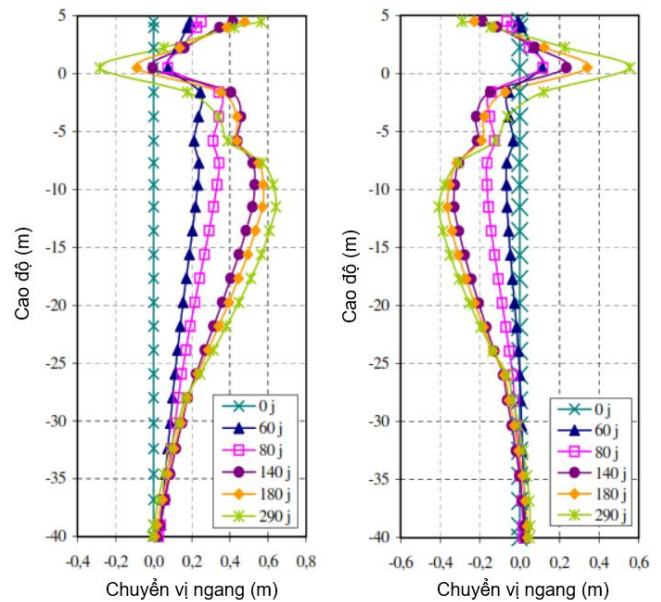 5
0
-5
-10
-15
-20
-25
-30
-35
-40
Cao độ (m)
-0,4 -0,2 0,0 0,2 0,4 0,6 0,8
Chuyển vị ngang (m)
0 j
60 j
80 j
140 j
180 j
290 j
5
0
-5
-10
-15
-20
-25
-30
-35
-40
Cao độ (m)
-0,6 -0,4 -0,2 0,0 0,2 0,4 0,6
Chuyển vị ngang (m)
0 j
60 j
80 j
140 j
180 j
290 j